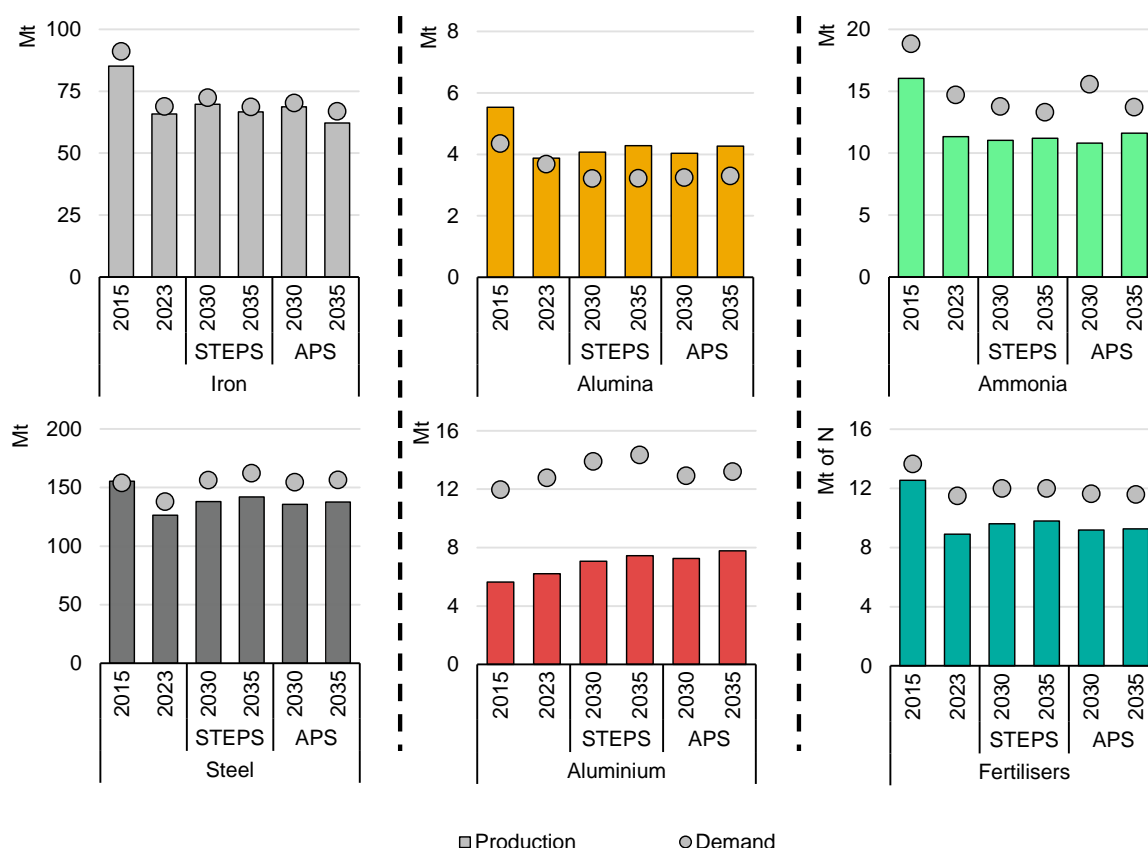 Mt
100
75
50
25
0
2015
2023
2030
2035
2030
2035
STEPS
APS
Iron
Mt
8
6
4
2
0
2015
2023
2030
2035
2030
2035
STEPS
APS
Alumina
Mt
20
15
10
5
0
2015
2023
2030
2035
2030
2035
STEPS
APS
Ammonia
Mt
200
150
100
50
0
2015
2023
2030
2035
2030
2035
STEPS
APS
Steel
Mt
16
12
8
4
0
2015
2023
2030
2035
2030
2035
STEPS
APS
Aluminium
Mt of N
16
12
8
4
0
2015
2023
2030
2035
2030
2035
STEPS
APS
Fertilisers
Production
Demand